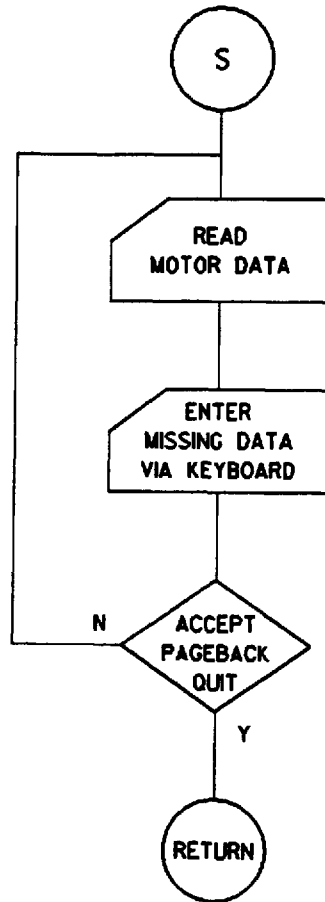 S
READ
MOTOR DATA
ENTER
MISSING DATA
VIA KEYBOARD
N
ACCEPT
PAGEBACK
QUIT
Y
RETURN